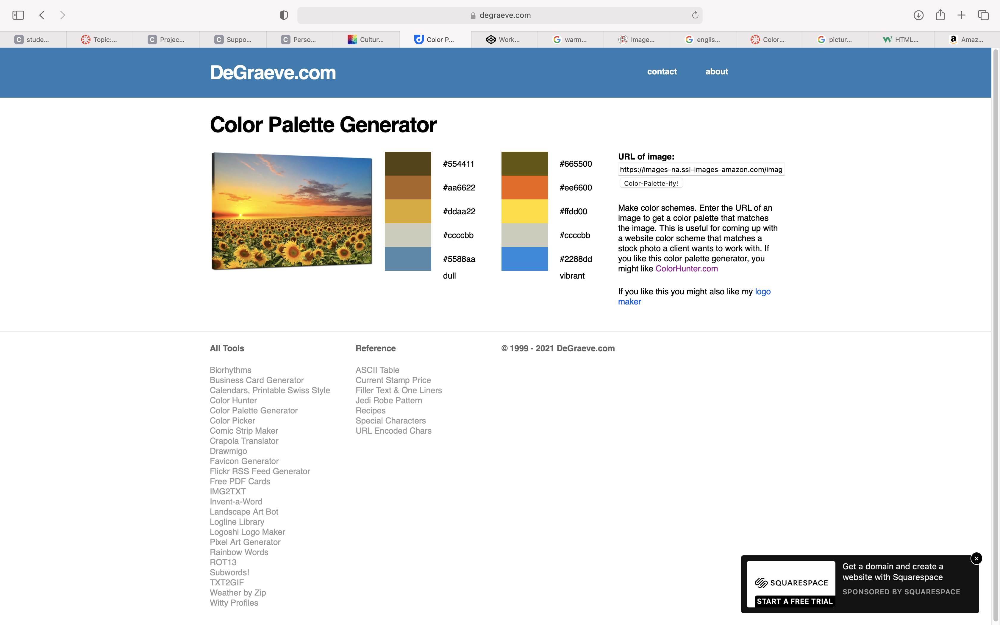 degraeve.com
stude...
Topic:...
Projec...
Suppo...
Perso...
Cultur...
Color P...
Work...
warm...
Image...
englis...
Color...
pictur...
HTML...
Amaz...
DeGraeve.com
contact
about
Color Palette Generator
#554411
#aa6622
#ddaa22
#ccccbb
#5588aa
dull
#665500
#ee6600
#ffdd00
#ccccbb
#2288dd
vibrant
URL of image:
https://images-na.ssl-images-amazon.com/imag
Color-Palette-ify!
Make color schemes. Enter the URL of an
image to get a color palette that matches
the image. This is useful for coming up with
a website color scheme that matches a
stock photo a client wants to work with. If
you like this color palette generator, you
might like ColorHunter.com
If you like this you might also like my logo
maker
All Tools
Biorhythms
Business Card Generator
Calendars, Printable Swiss Style
Color Hunter
Color Palette Generator
Color Picker
Comic Strip Maker
Crapola Translator
Drawmigo
Favicon Generator
Flickr RSS Feed Generator
Free PDF Cards
IMG2TXT
Invent-a-Word
Landscape Art Bot
Logline Library
Logoshi Logo Maker
Pixel Art Generator
Rainbow Words
ROT13
Subwords!
TXT2GIF
Weather by Zip
Witty Profiles
Reference
ASCII Table
Current Stamp Price
Filler Text & One Liners
Jedi Robe Pattern
Recipes
Special Characters
URL Encoded Chars
© 1999 - 2021 DeGraeve.com
SQUARESPACE
START A FREE TRIAL
Get a domain and create a
website with Squarespace
SPONSORED BY SQUARESPACE